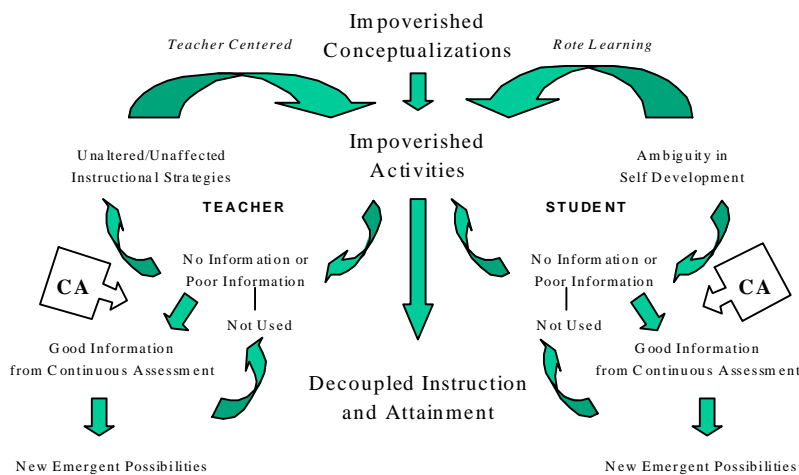 Impoverished
Conceptualizations
Teacher Centered
Rote Learning
Impoverished
Activities
Unaltered/Unaffected
Instructional Strategies
Ambiguity in
Self Development
TEACHER
STUDENT
No Information or
Poor Information
No Information or
Poor Information
CA
CA
Not Used
Not Used
Good Information
from Continuous Assessment
Good Information
from Continuous Assessment
Decoupled Instruction
and Attainment
New Emergent Possibilities
New Emergent Possibilities